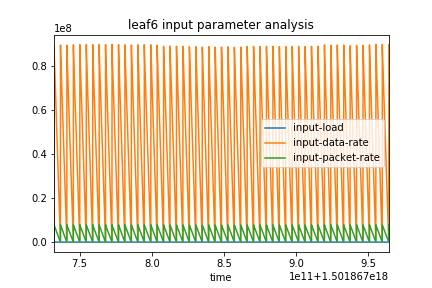 leaf6 input parameter analysis
1e8
0.8
0.6
0.4
0.2
0.0
input-load
input-data-rate
input-packet-rate
7.5 8.0 8.5 9.0 9.5
time
1e11+1.501867e18